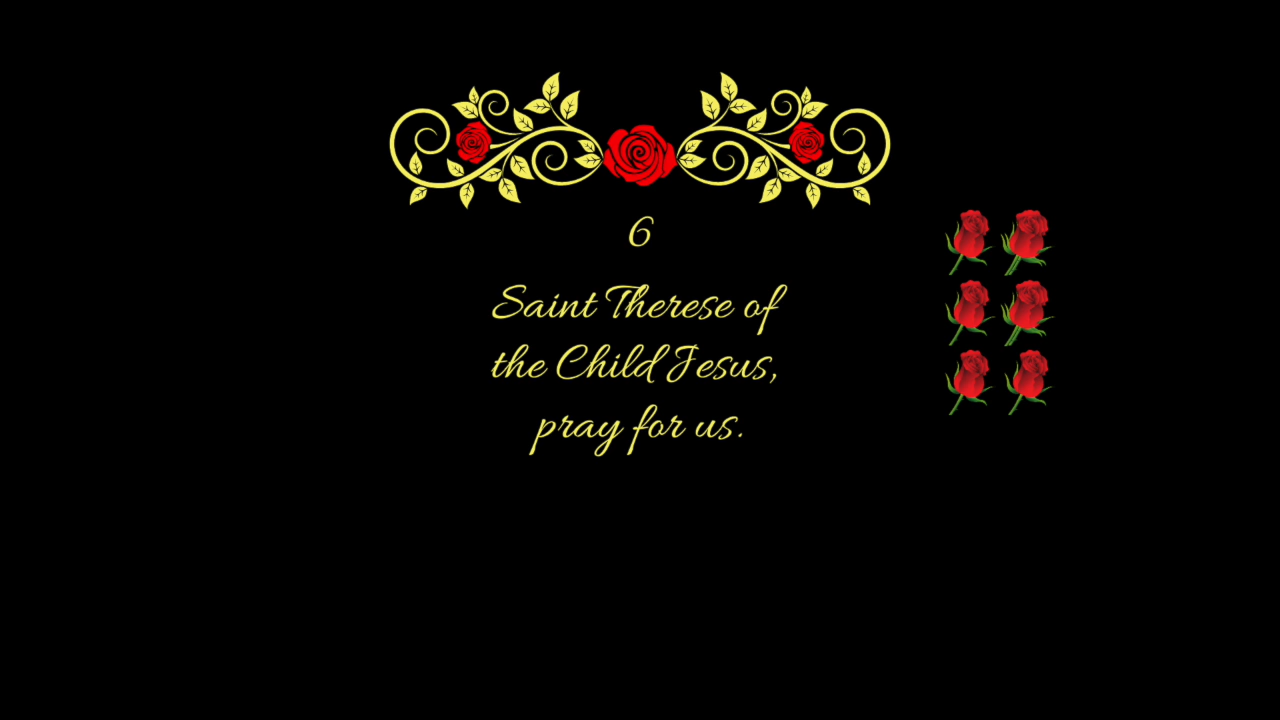 6
Saint Therese of
the Child Jesus,
pray for us.